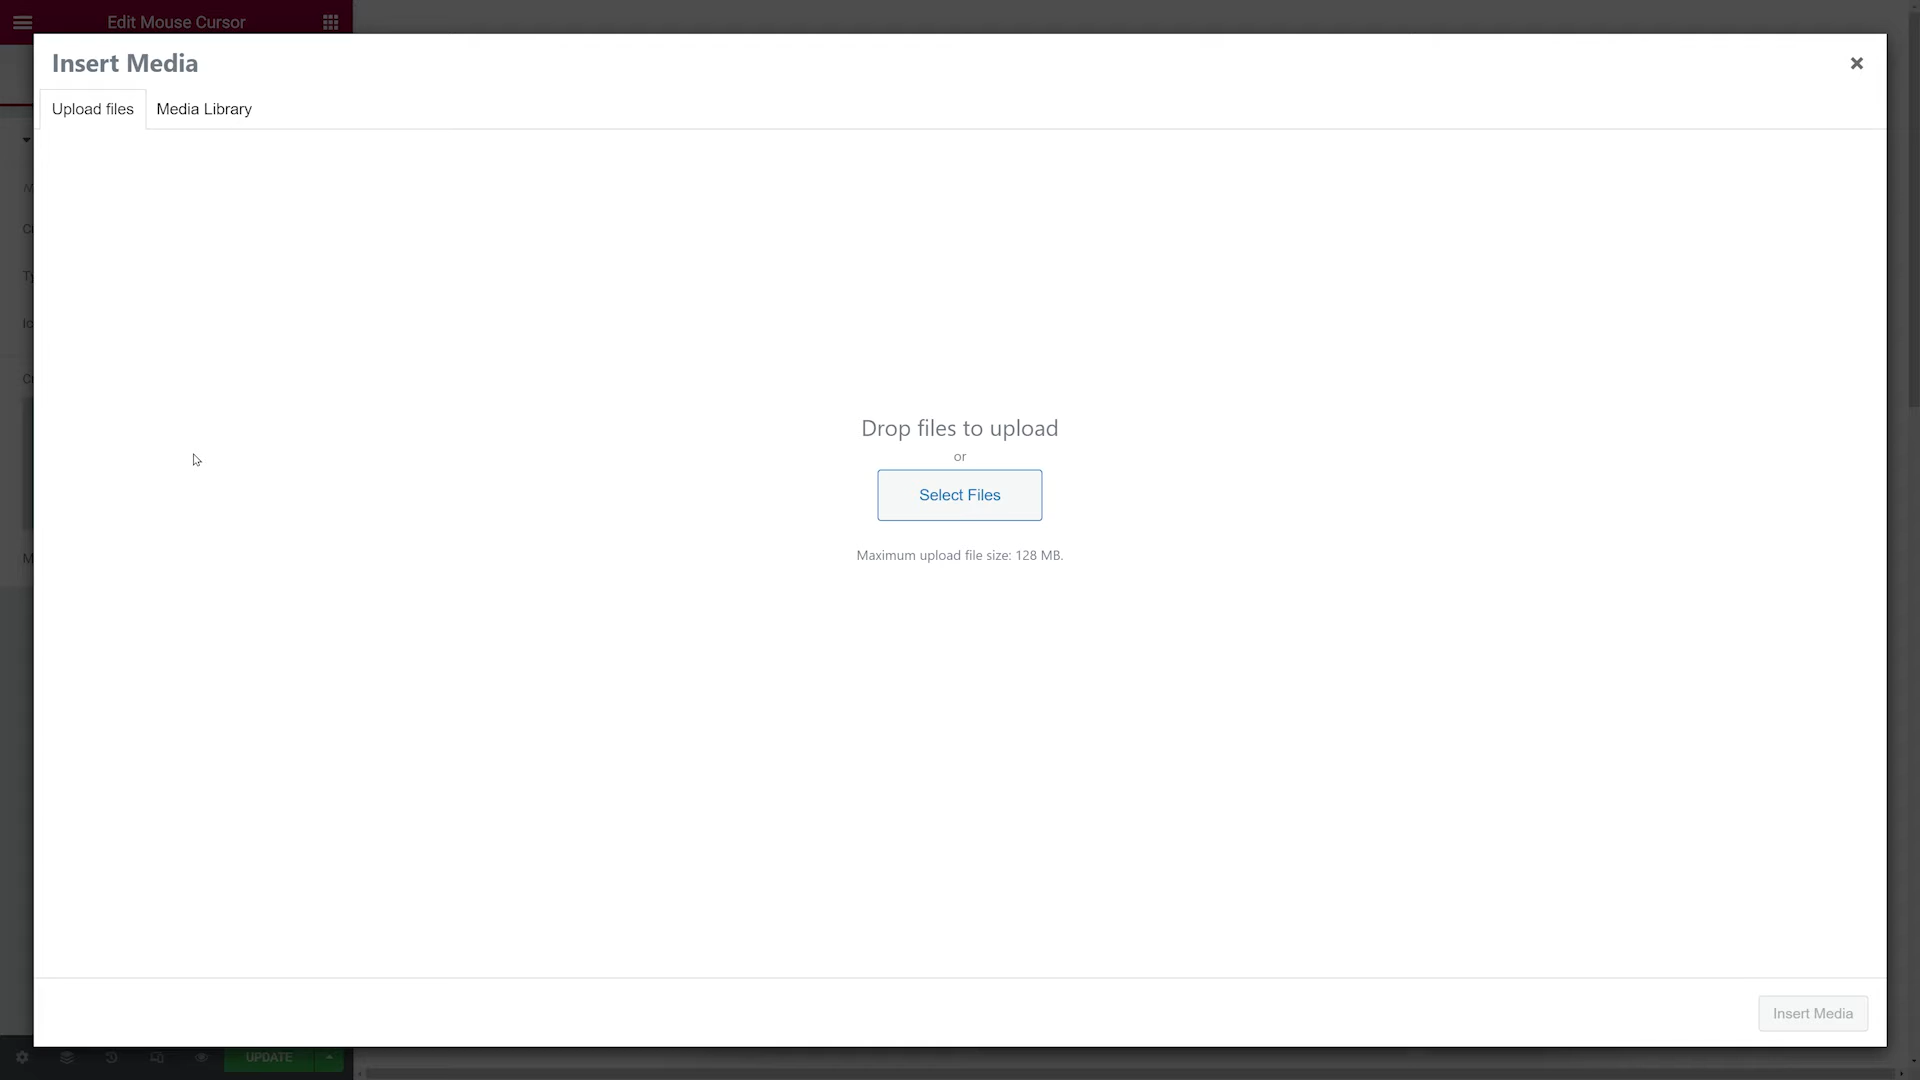 Edit Mouse Cursor
Insert Media
Upload files
Media Library
Drop files to upload
or
Select Files
Maximum upload file size: 128 MB.
Insert Media
UPDATE